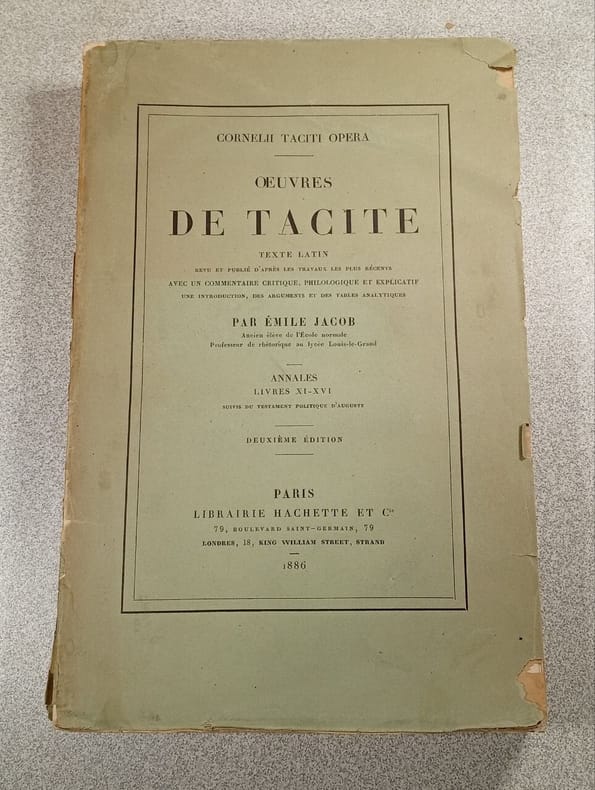 CORNELII TACITI OPERA
ŒUVRES
DE TACITE
TEXTE LATIN
REVU ET PUBLIÉ D'APRÈS LES TRAVAUX LES PLUS RÉCENTS
AVEC UN COMMENTAIRE CRITIQUE, PHILOLOGIQUE ET EXPLICATIF
UNE INTRODUCTION, DES ARGUMENTS ET DES TABLES ANALYTIQUES
PAR ÉMILE JACOB
Ancien élève de l'École normale
Professeur de rhétorique au lycée Louis-le-Grand
ANNALES
LIVRES XI-XVI
SUIVIS DU TESTAMENT POLITIQUE D'AUGUSTE
DEUXIÈME ÉDITION
PARIS
LIBRAIRIE HACHETTE ET Cie
79, BOULEVARD SAINT-GERMAIN, 79
LONDRES, 18, KING WILLIAM STREET, STRAND
1886